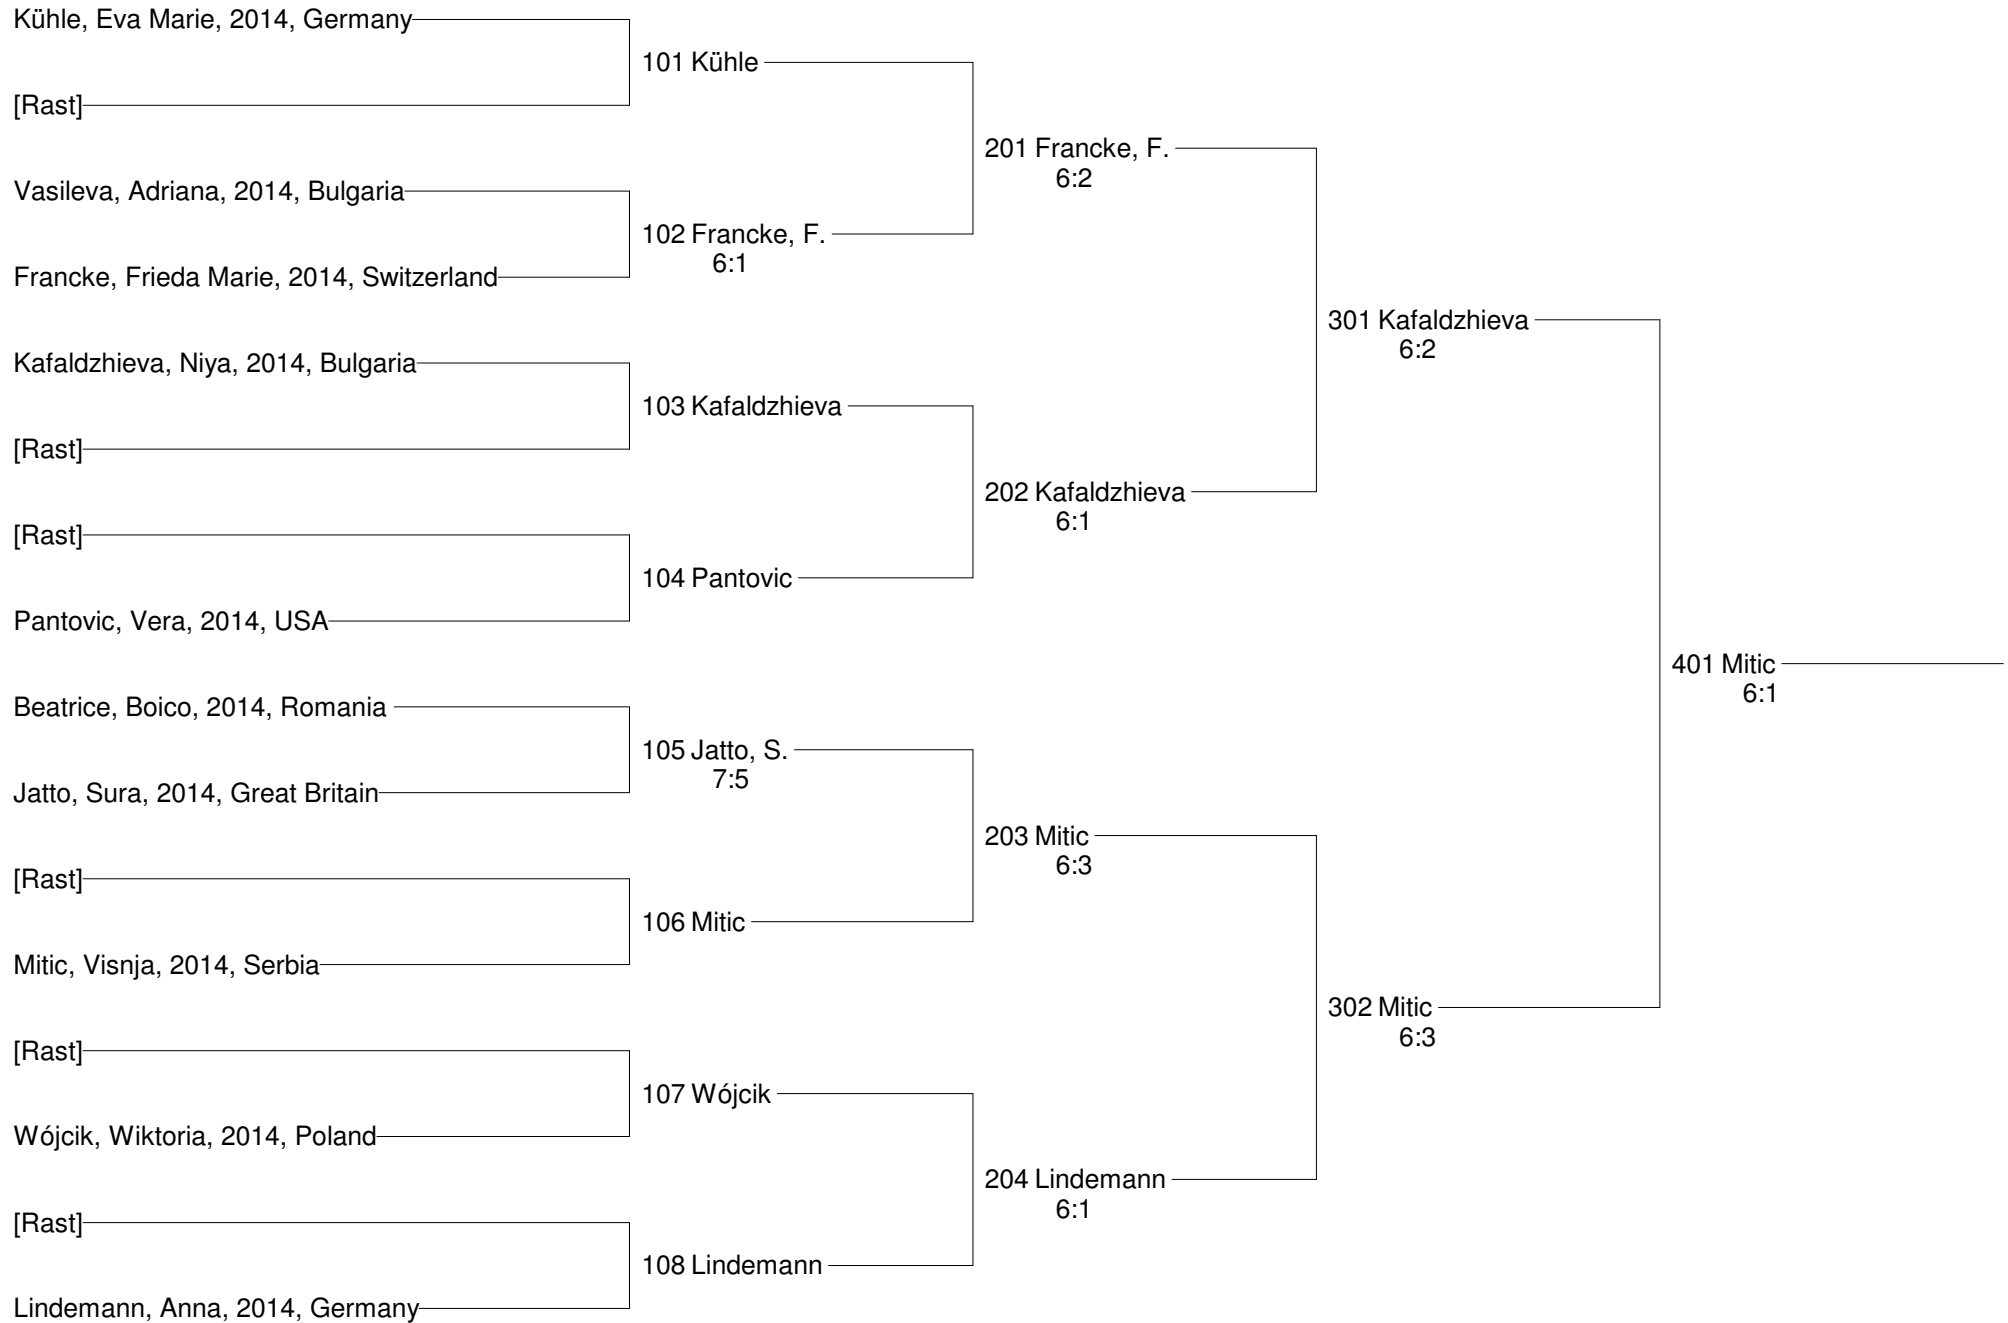 Kühle, Eva Marie, 2014, Germany
101 Kühle
[Rast]
201 Francke, F.
6:2
Vasileva, Adriana, 2014, Bulgaria
102 Francke, F.
6:1
Francke, Frieda Marie, 2014, Switzerland
301 Kafaldzhieva
6:2
Kafaldzhieva, Niya, 2014, Bulgaria
103 Kafaldzhieva
[Rast]
202 Kafaldzhieva
6:1
[Rast]
104 Pantovic
Pantovic, Vera, 2014, USA
401 Mitic
6:1
Beatrice, Boico, 2014, Romania
105 Jatto, S.
7:5
Jatto, Sura, 2014, Great Britain
203 Mitic
6:3
[Rast]
106 Mitic
Mitic, Visnja, 2014, Serbia
302 Mitic
6:3
[Rast]
107 Wójcik
Wójcik, Wiktoria, 2014, Poland
204 Lindemann
6:1
[Rast]
108 Lindemann
Lindemann, Anna, 2014, Germany